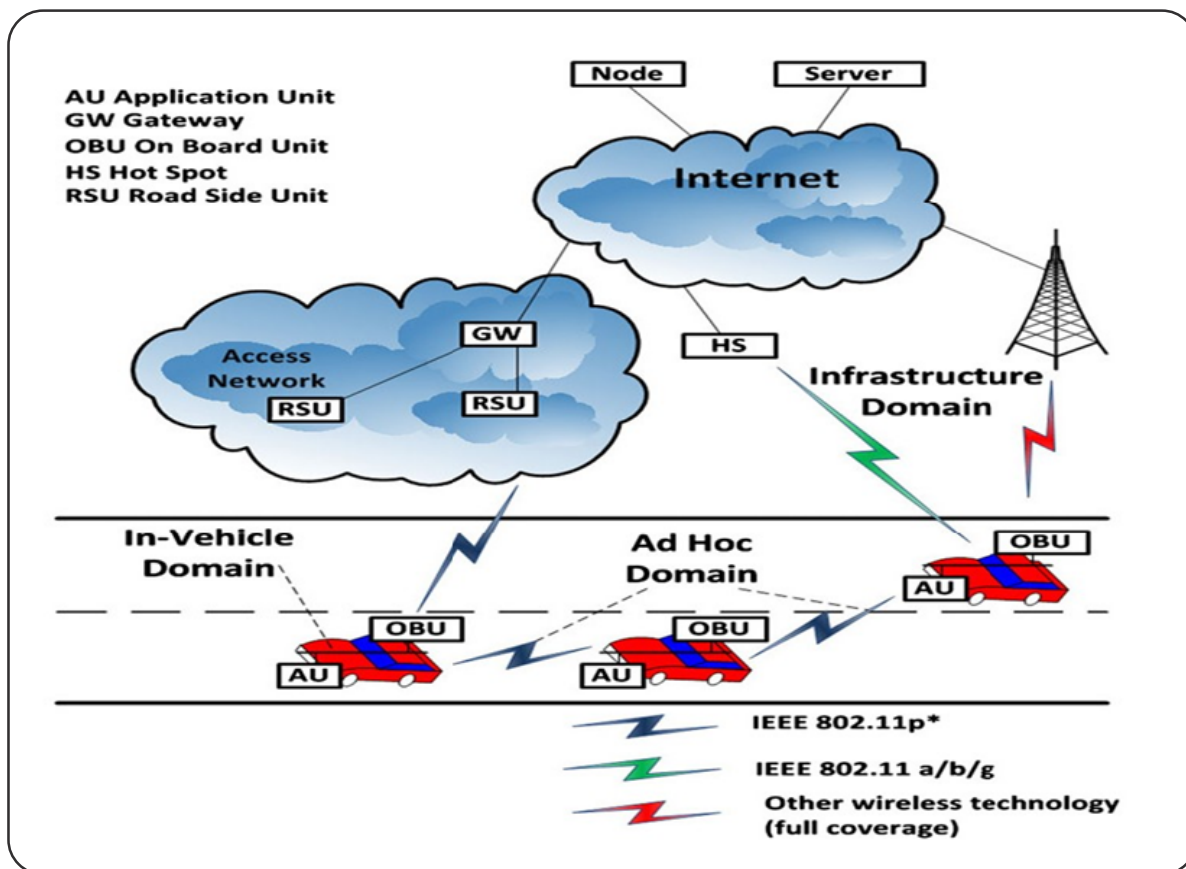 AU Application Unit
GW Gateway
OBU On Board Unit
HS Hot Spot
RSU Road Side Unit
Node
Server
Internet
GW
Access
Network
RSU
RSU
HS
Infrastructure
Domain
In-Vehicle
Domain
Ad Hoc
Domain
OBU
AU
OBU
AU
OBU
AU
IEEE 802.11p*
IEEE 802.11 a/b/g
Other wireless technology
(full coverage)